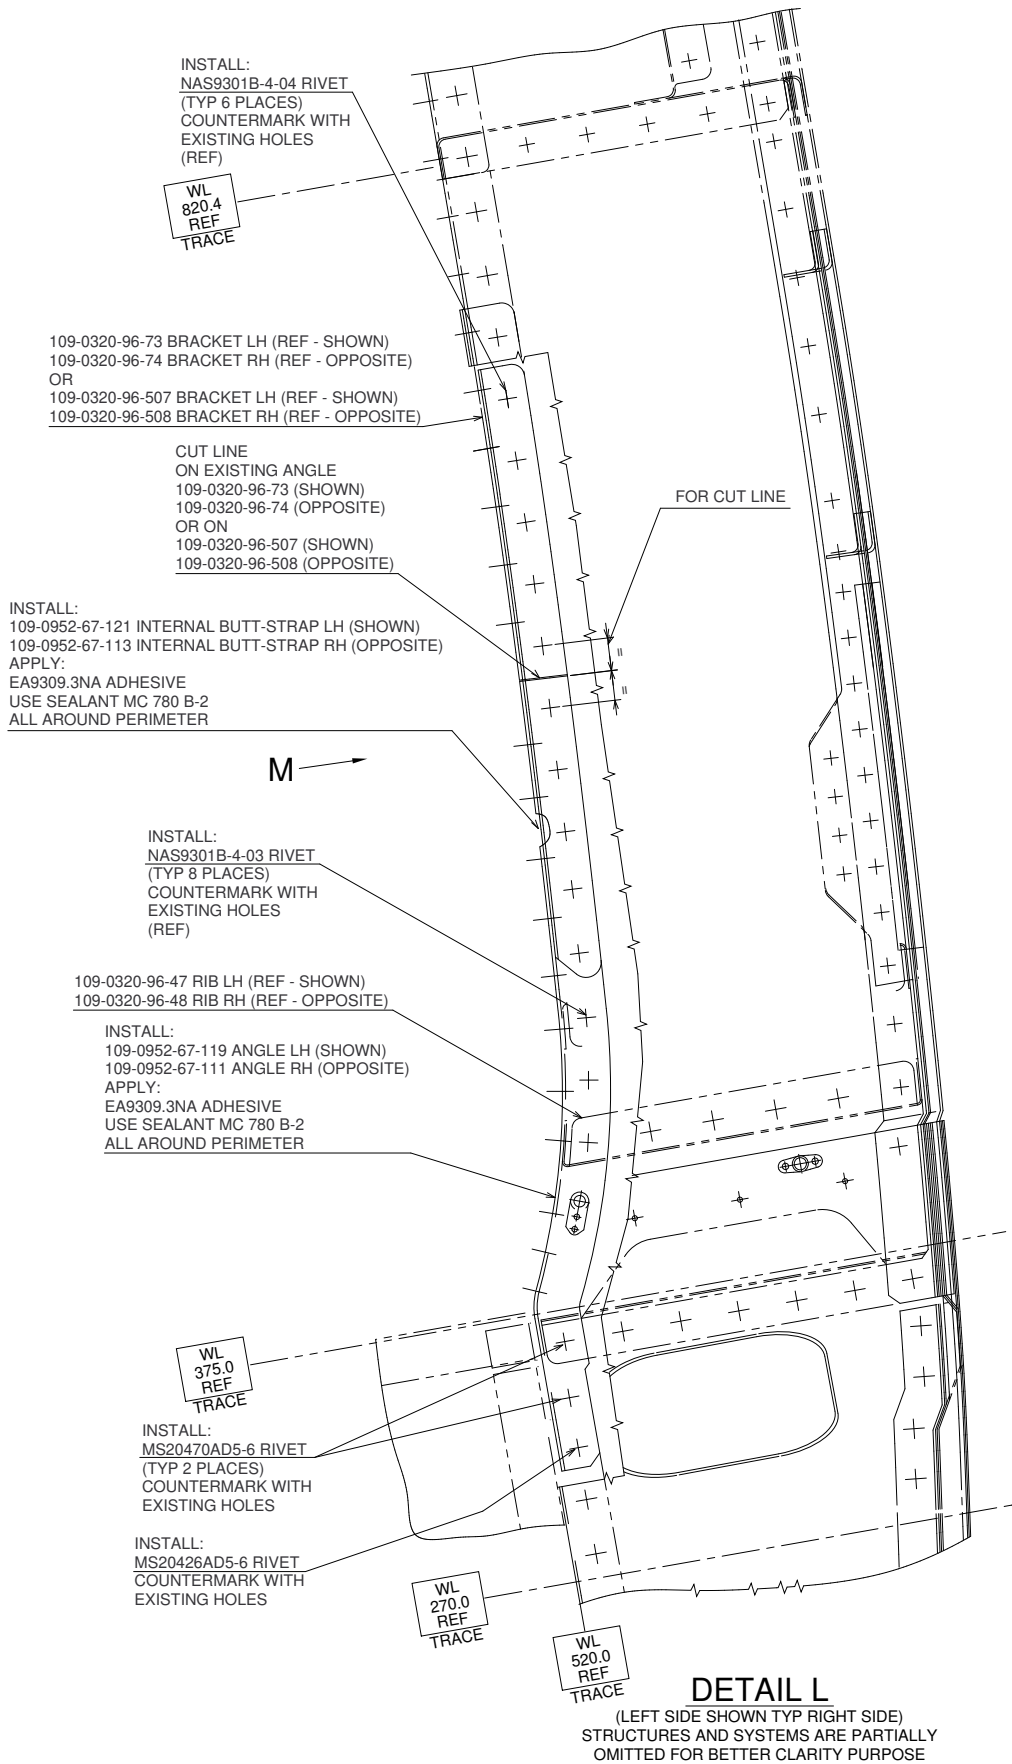 INSTALL:
NAS9301B-4-04 RIVET
(TYP 6 PLACES)
COUNTERMARK WITH
EXISTING HOLES
(REF)
WL
820.4
REF
TRACE
109-0320-96-73 BRACKET LH (REF - SHOWN)
109-0320-96-74 BRACKET RH (REF - OPPOSITE)
OR
109-0320-96-507 BRACKET LH (REF - SHOWN)
109-0320-96-508 BRACKET RH (REF - OPPOSITE)
CUT LINE
ON EXISTING ANGLE
109-0320-96-73 (SHOWN)
109-0320-96-74 (OPPOSITE)
OR ON
109-0320-96-507 (SHOWN)
109-0320-96-508 (OPPOSITE)
FOR CUT LINE
=
=
INSTALL:
109-0952-67-121 INTERNAL BUTT-STRAP LH (SHOWN)
109-0952-67-113 INTERNAL BUTT-STRAP RH (OPPOSITE)
APPLY:
EA9309.3NA ADHESIVE
USE SEALANT MC 780 B-2
ALL AROUND PERIMETER
M
INSTALL:
NAS9301B-4-03 RIVET
(TYP 8 PLACES)
COUNTERMARK WITH
EXISTING HOLES
(REF)
109-0320-96-47 RIB LH (REF - SHOWN)
109-0320-96-48 RIB RH (REF - OPPOSITE)
INSTALL:
109-0952-67-119 ANGLE LH (SHOWN)
109-0952-67-111 ANGLE RH (OPPOSITE)
APPLY:
EA9309.3NA ADHESIVE
USE SEALANT MC 780 B-2
ALL AROUND PERIMETER
WL
375.0
REF
TRACE
INSTALL:
MS20470AD5-6 RIVET
(TYP 2 PLACES)
COUNTERMARK WITH
EXISTING HOLES
INSTALL:
MS20426AD5-6 RIVET
COUNTERMARK WITH
EXISTING HOLES
WL
270.0
REF
TRACE
WL
520.0
REF
TRACE
DETAIL L
(LEFT SIDE SHOWN TYP RIGHT SIDE)
STRUCTURES AND SYSTEMS ARE PARTIALLY
OMITTED FOR BETTER CLARITY PURPOSE